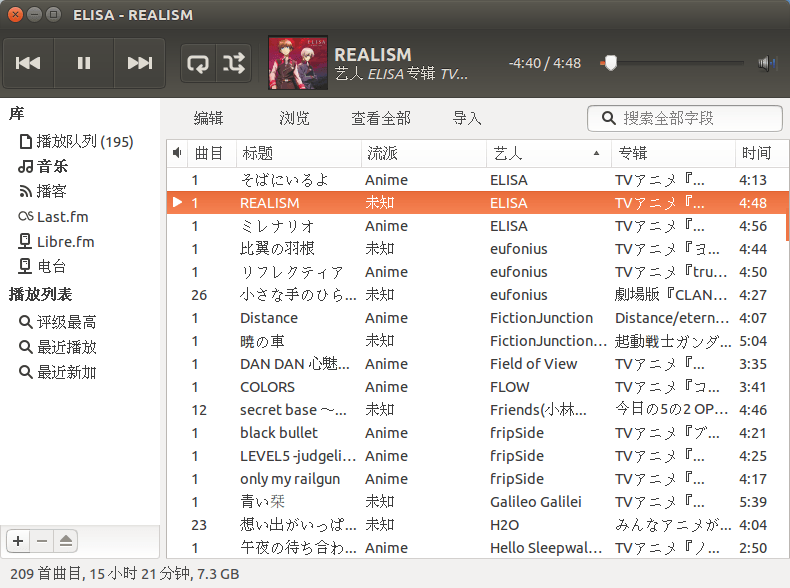 ELISA - REALISM
REALISM
艺人 ELISA 专辑 TV...
-4:40 / 4:48
库
播放队列 (195)
音乐
播客
Last.fm
Libre.fm
电台
播放列表
评级最高
最近播放
最近新加
编辑 浏览 查看全部 导入 搜索全部字段
曲目 标题 流派 艺人 专辑 时间
1 そばにいるよ Anime ELISA TVアニメ『... 4:13
1 REALISM 未知 ELISA TVアニメ『... 4:48
1 ミレナリオ Anime ELISA TVアニメ『... 4:56
1 比翼の羽根 未知 eufonius TVアニメ『ヨ... 4:44
1 リフレクティア Anime eufonius TVアニメ『tru... 4:50
26 小さな手のひら... 未知 eufonius 劇場版『CLAN... 4:27
1 Distance Anime FictionJunction Distance/etern... 4:07
1 暁の車 未知 FictionJunction... 起動戦士ガンダ... 5:04
1 DAN DAN 心魅... Anime Field of View TVアニメ『... 3:35
1 COLORS Anime FLOW TVアニメ『コ... 3:41
12 secret base ～... 未知 Friends(小林... 今日の5の2 OP... 4:46
1 black bullet Anime fripSide TVアニメ『ブ... 4:21
1 LEVEL5 -judgeli... Anime fripSide TVアニメ『... 4:25
1 only my railgun Anime fripSide TVアニメ『... 4:17
1 青い栞 未知 Galileo Galilei TVアニメ『... 5:39
23 想い出がいっぱ... 未知 H2O みんなアニメが... 4:04
1 午夜の待ち合わ... Anime Hello Sleepwal... TVアニメ『ノ... 2:50
209 首曲目, 15 小时 21 分钟, 7.3 GB